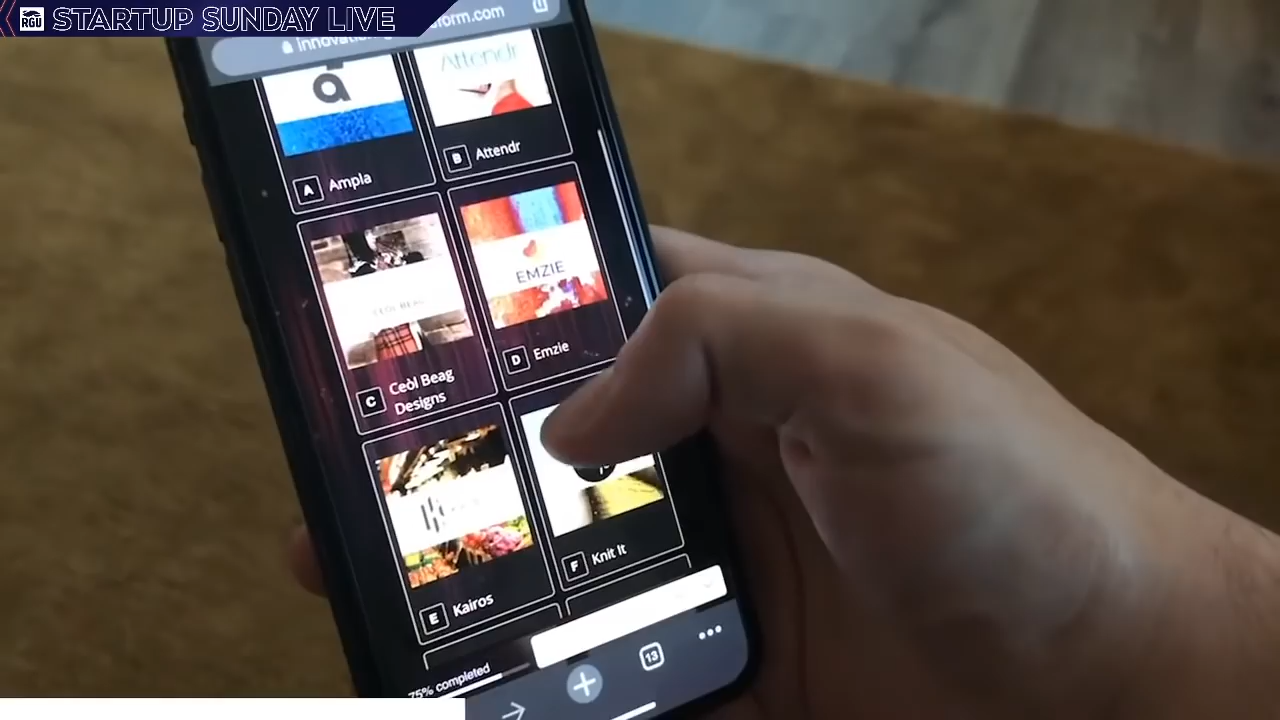 RGU STARTUP SUNDAY LIVE
form.com
ā
Attendr
A Ampla
B Attendr
EMZIE
C Ceòl Beag
Designs
D Emzie
E Kairos
F Knit It
75% completed
13